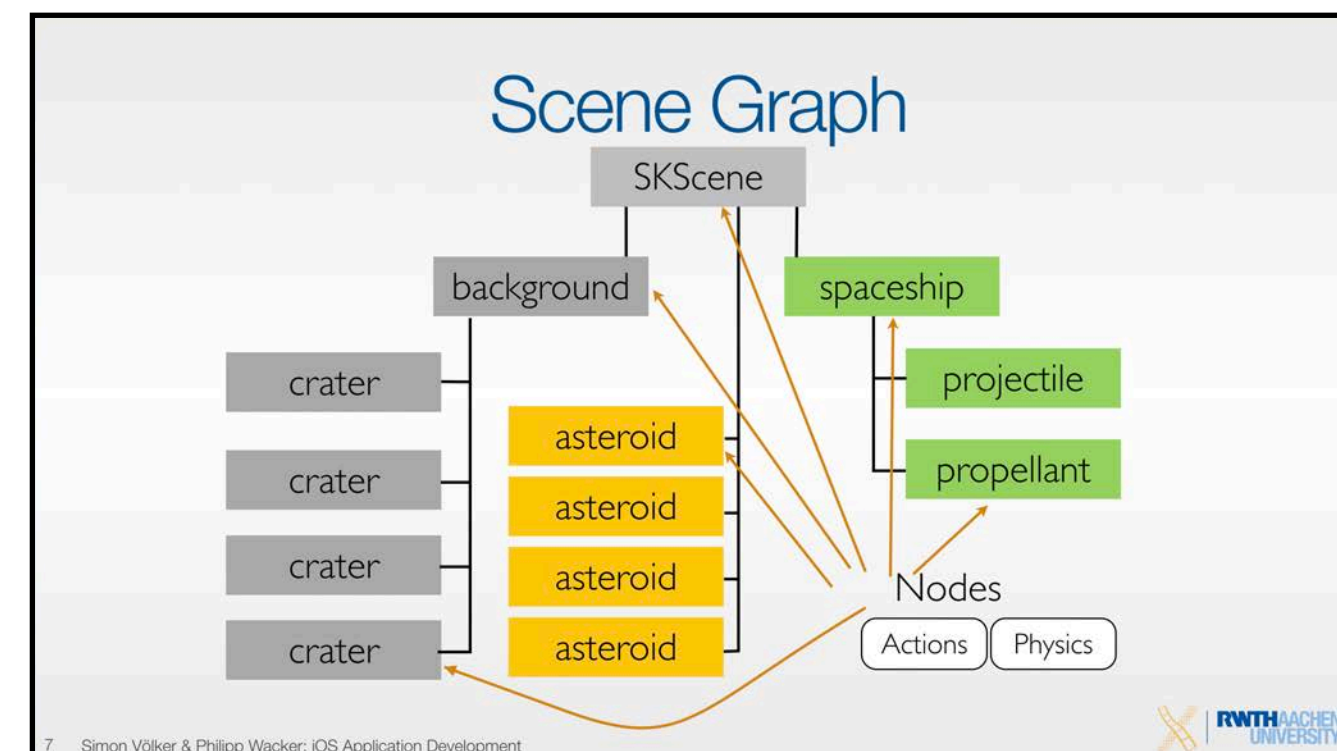 Scene Graph
SKScene
background
spaceship
crater
projectile
asteroid
crater
propellant
asteroid
crater
asteroid
Nodes
crater
asteroid
Actions
Physics
7 Simon Völker & Philipp Wacker: iOS Application Development
RWTHAACHEN
UNIVERSITY